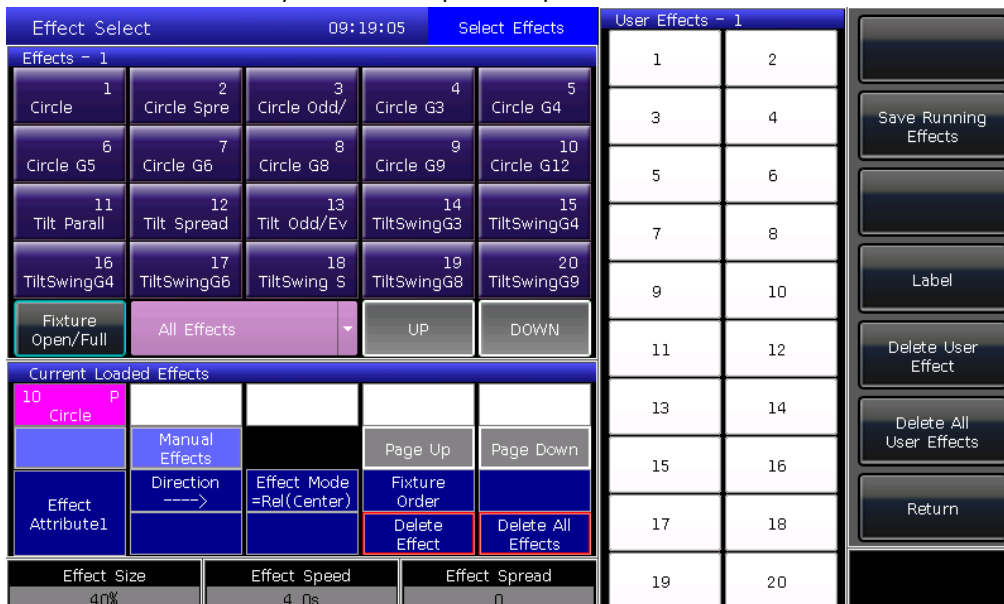 Effect Select 09:19:05 Select Effects
Effects - 1
1 Circle
2 Circle Spre
3 Circle Odd/
4 Circle G3
5 Circle G4
6 Circle G5
7 Circle G6
8 Circle G8
9 Circle G9
10 Circle G12
11 Tilt Parall
12 Tilt Spread
13 Tilt Odd/Ev
14 TiltSwingG3
15 TiltSwingG4
16 TiltSwingG4
17 TiltSwingG6
18 TiltSwing S
19 TiltSwingG8
20 TiltSwingG9
Fixture
Open/Full
All Effects
UP
DOWN
Current Loaded Effects
10 P
Circle
Manual
Effects
Page Up
Page Down
Effect
Attribute1
Direction
---->
Effect Mode
=Rel(Center)
Fixture
Order
Delete
Effect
Delete All
Effects
Effect Size
40%
Effect Speed
4.0s
Effect Spread
0
User Effects - 1
1 2
3 4
5 6
7 8
9 10
11 12
13 14
15 16
17 18
19 20
Save Running
Effects
Label
Delete User
Effect
Delete All
User Effects
Return